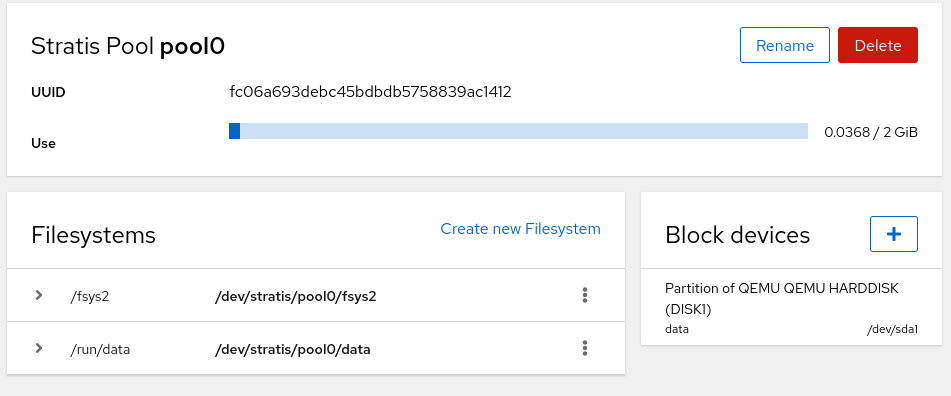 Stratis Pool pool0
Rename
Delete
UUID
fc06a693debc45bdbdb5758839ac1412
Use
0.0368 / 2 GiB
Filesystems
Create new Filesystem
/fsys2
/dev/stratis/pool0/fsys2
/run/data
/dev/stratis/pool0/data
Block devices
Partition of QEMU QEMU HARDDISK
(DISK1)
data
/dev/sda1